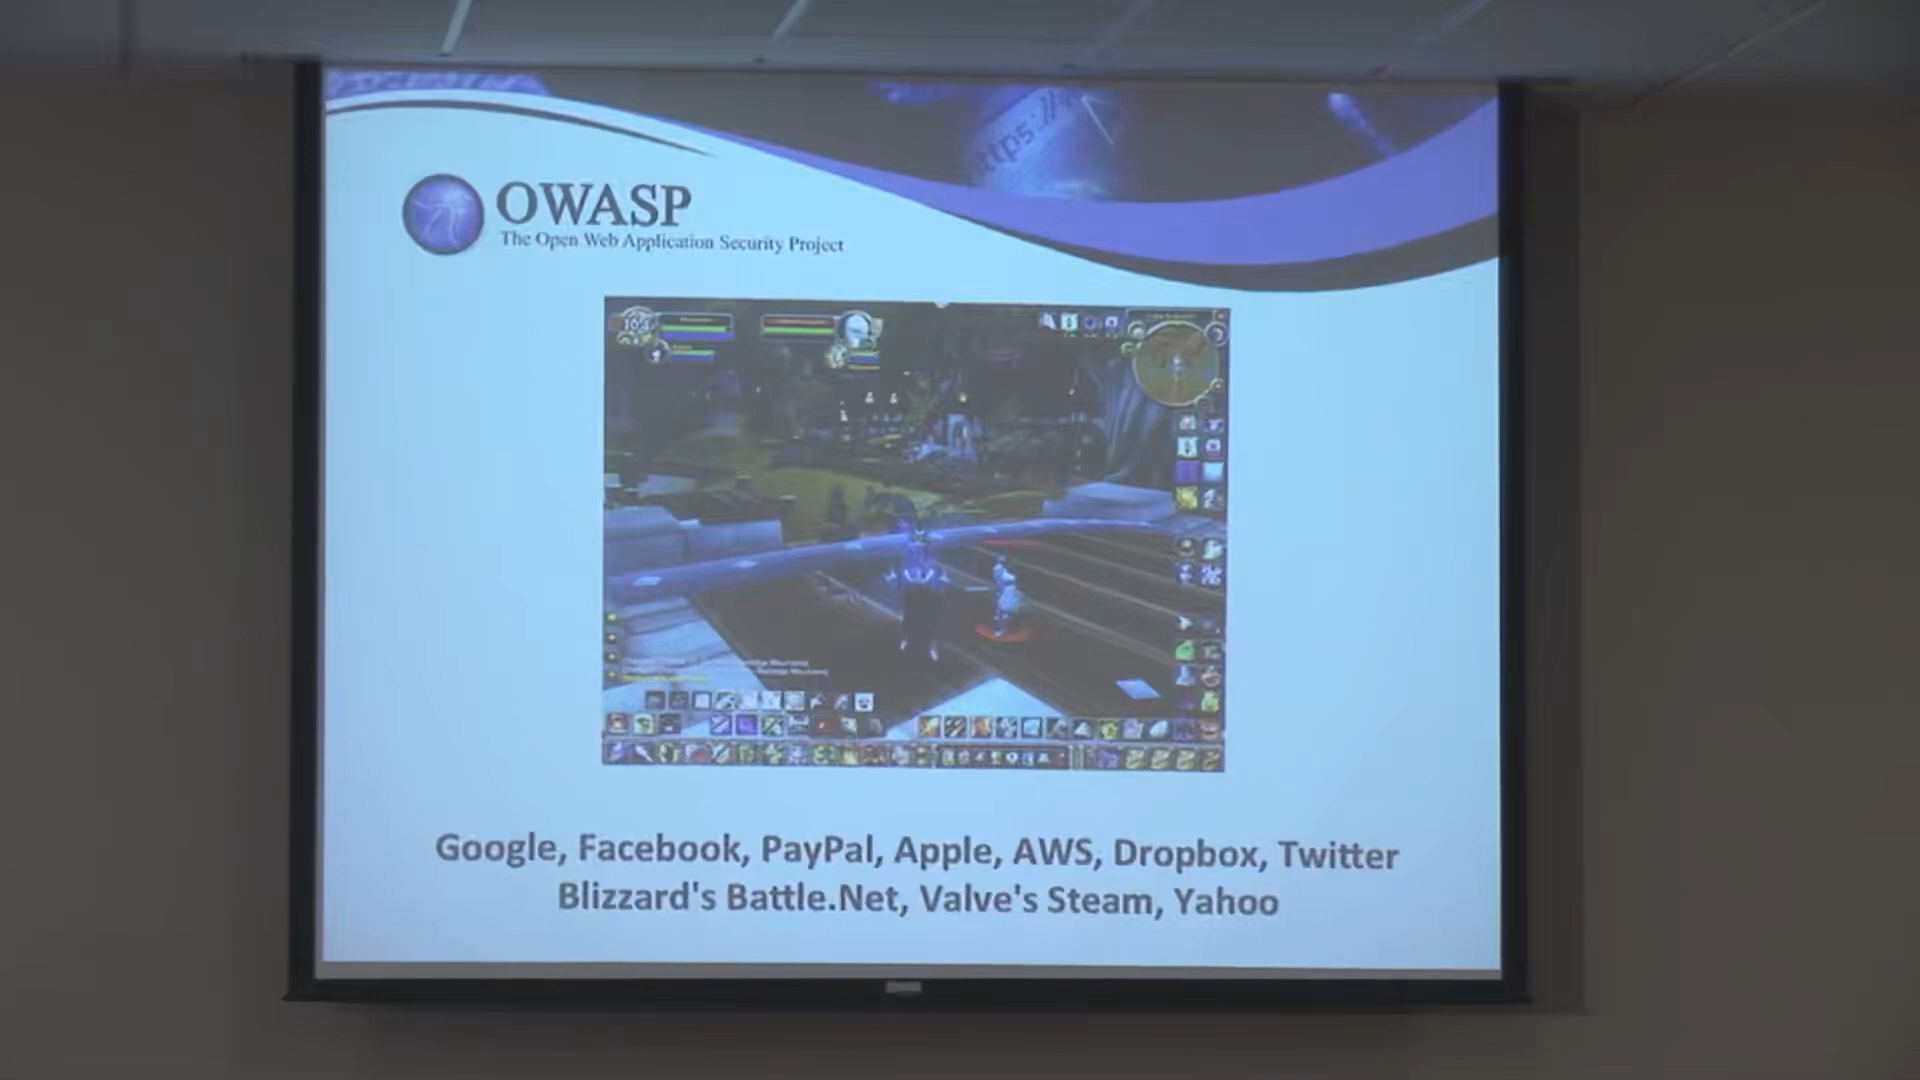 https://
OWASP
The Open Web Application Security Project
Google, Facebook, PayPal, Apple, AWS, Dropbox, Twitter
Blizzard's Battle.Net, Valve's Steam, Yahoo